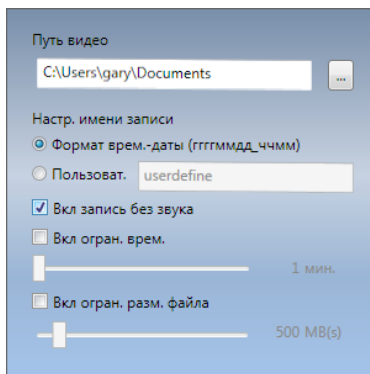 Путь видео
C:\Users\gary\Documents
...
Настр. имени записи
Формат врем.-даты (ггггммдд_ччмм)
Пользоват. userdefine
Вкл запись без звука
Вкл огран. врем.
1 мин.
Вкл огран. разм. файла
500 MB(s)